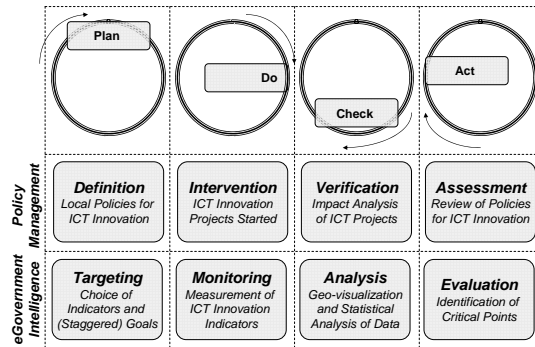 Plan
Do
Check
Act
Policy
Management
Definition
Local Policies for
ICT Innovation
Intervention
ICT Innovation
Projects Started
Verification
Impact Analysis
of ICT Projects
Assessment
Review of Policies
for ICT Innovation
eGovernment
Intelligence
Targeting
Choice of
Indicators and
(Staggered) Goals
Monitoring
Measurement of
ICT Innovation
Indicators
Analysis
Geo-visualization
and Statistical
Analysis of Data
Evaluation
Identification of
Critical Points